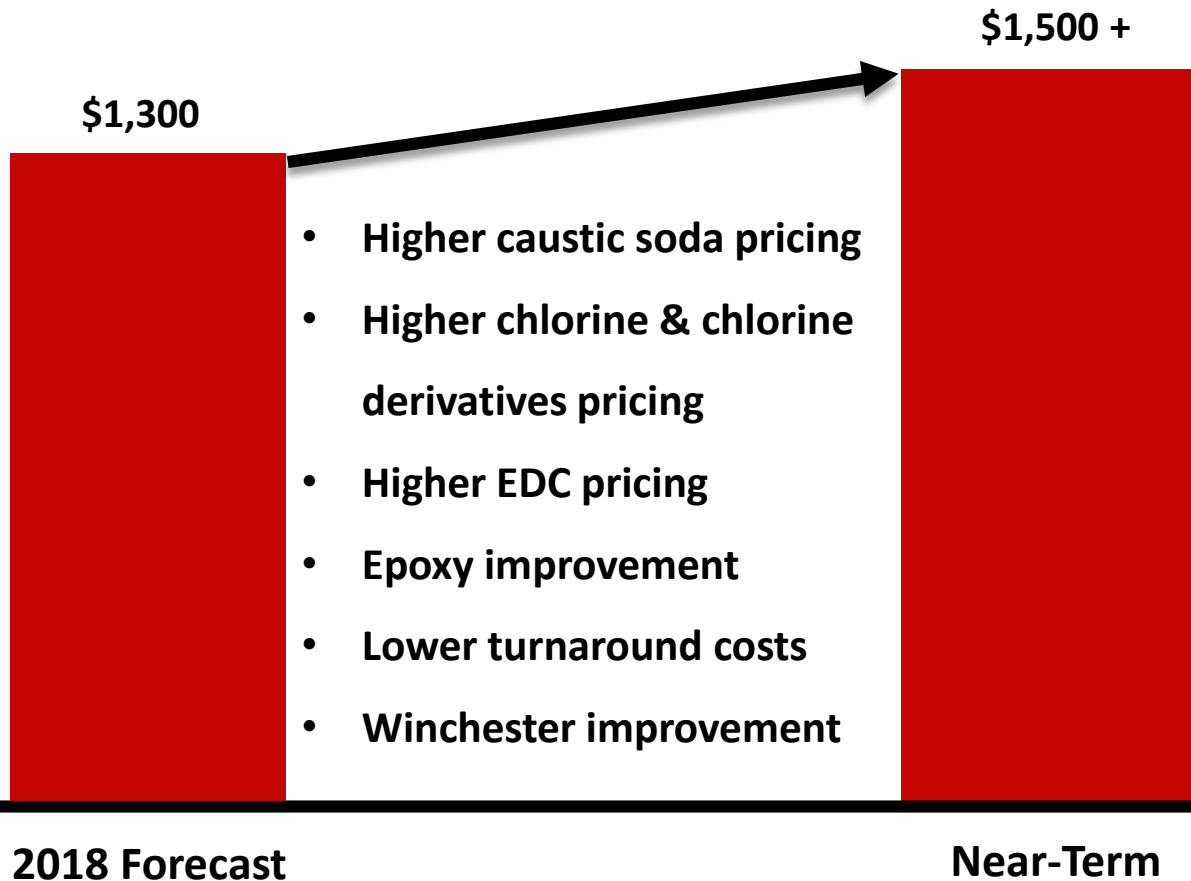 $1,500 +
$1,300
• Higher caustic soda pricing
• Higher chlorine & chlorine
derivatives pricing
• Higher EDC pricing
• Epoxy improvement
• Lower turnaround costs
• Winchester improvement
2018 Forecast
Near-Term